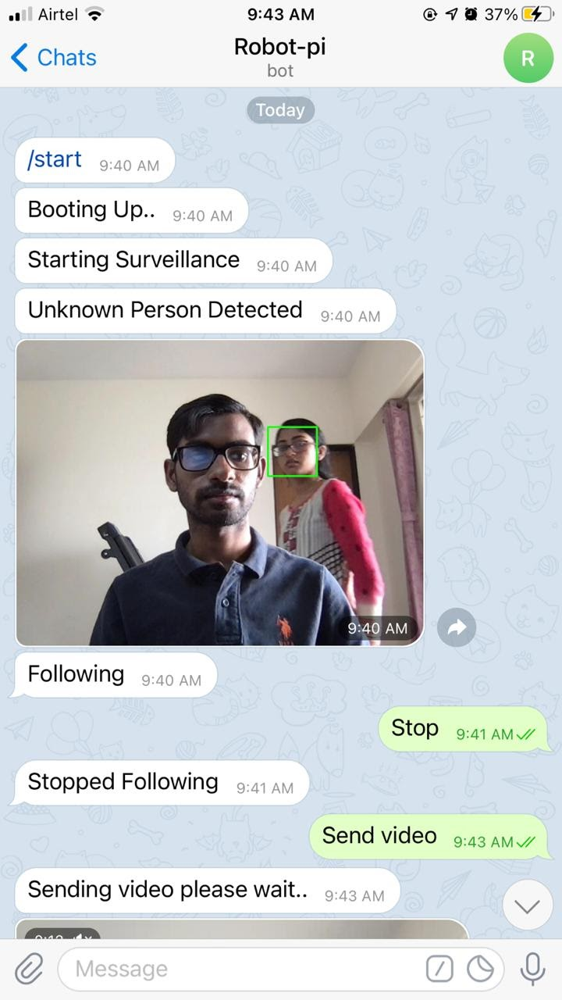 Airtel 9:43 AM 37%
Chats Robot-pi R
bot
Today
/start 9:40 AM
Booting Up.. 9:40 AM
Starting Surveillance 9:40 AM
Unknown Person Detected 9:40 AM
9:40 AM
Following 9:40 AM
Stop 9:41 AM
Stopped Following 9:41 AM
Send video 9:43 AM
Sending video please wait.. 9:43 AM
Message